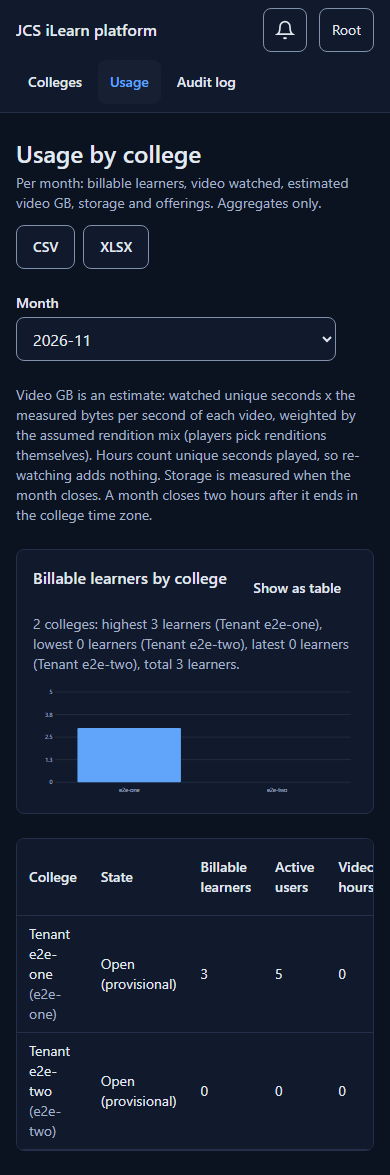 JCS iLearn platform
Root
Colleges
Usage
Audit log
Usage by college
Per month: billable learners, video watched, estimated
video GB, storage and offerings. Aggregates only.
CSV
XLSX
Month
2026-11
Video GB is an estimate: watched unique seconds x the
measured bytes per second of each video, weighted by
the assumed rendition mix (players pick renditions
themselves). Hours count unique seconds played, so re-
watching adds nothing. Storage is measured when the
month closes. A month closes two hours after it ends in
the college time zone.
Billable learners by college
Show as table
2 colleges: highest 3 learners (Tenant e2e-one),
lowest 0 learners (Tenant e2e-two), latest 0 learners
(Tenant e2e-two), total 3 learners.
5
3.8
2.5
1.3
0
e2e-one
e2e-two
College
State
Billable
learners
Active
users
Video
hours
Tenant
e2e-
one
(e2e-
one)
Open
(provisional)
3
5
0
Tenant
e2e-
two
(e2e-
two)
Open
(provisional)
0
0
0